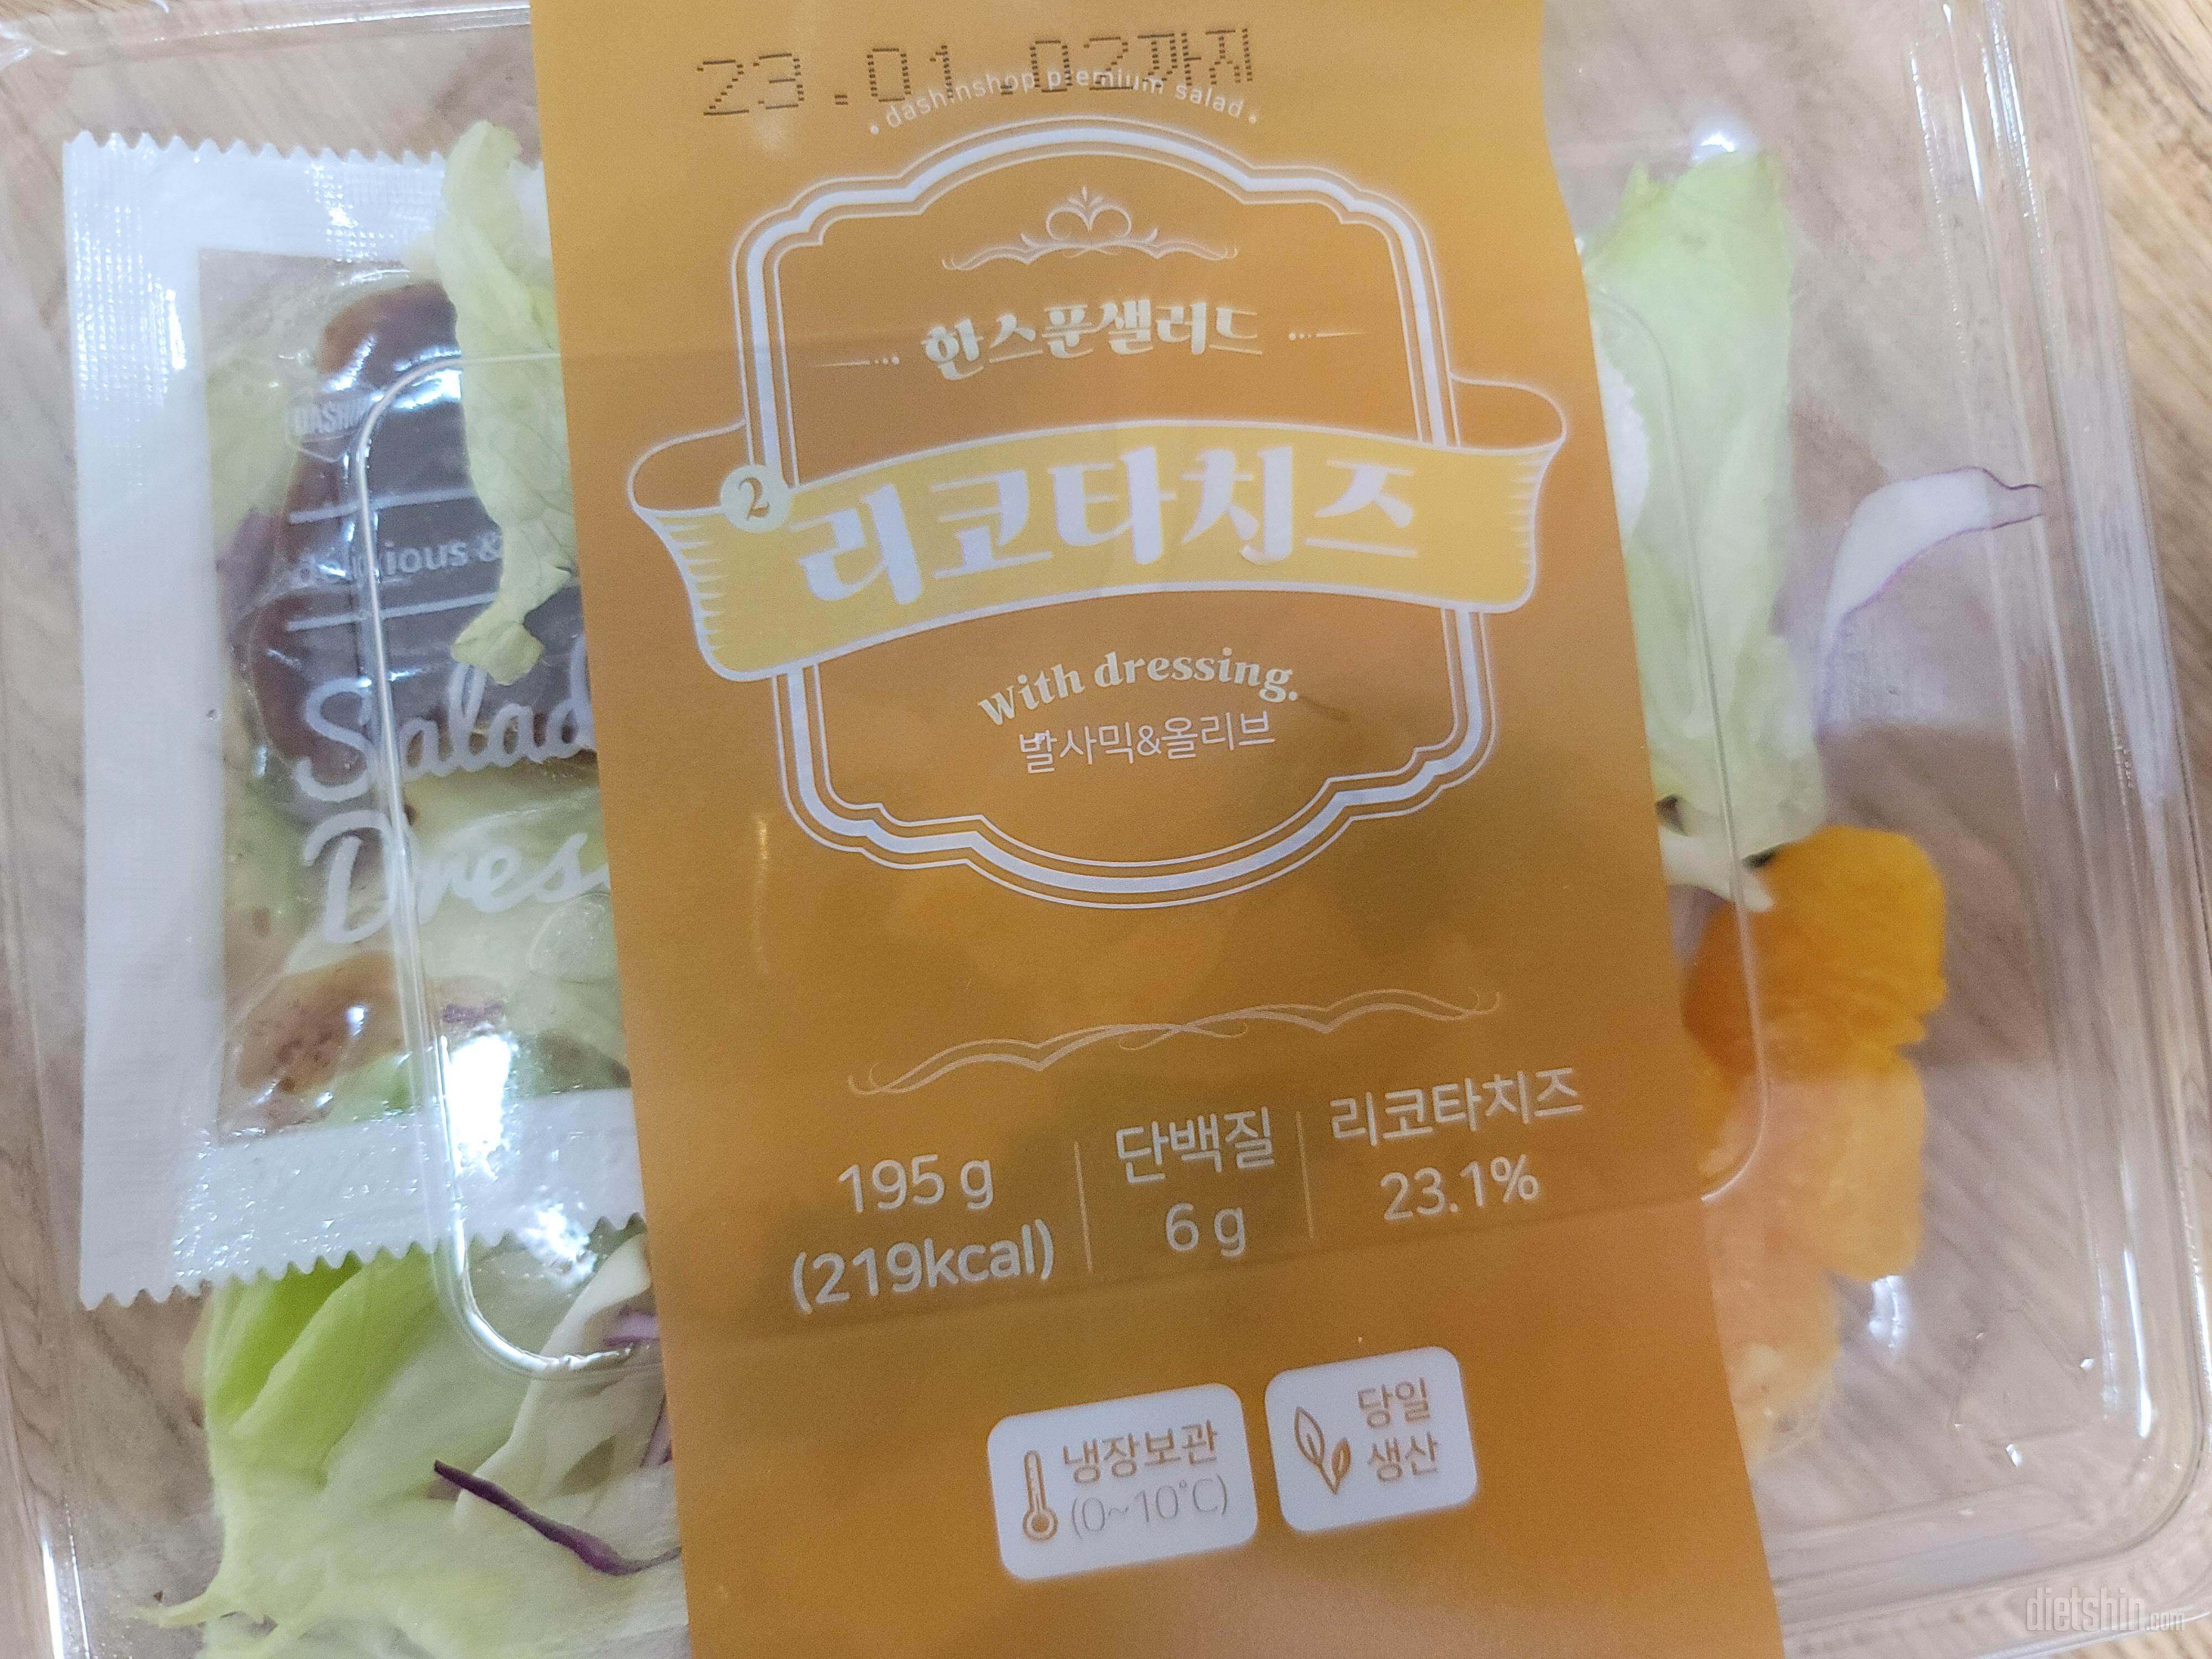 23.01.02까지
• dashinshop premium salad •
한스푼샐러드
2 리코타치즈
With dressing.
발사믹&올리브
195 g
(219kcal)
단백질
6 g
리코타치즈
23.1%
냉장보관
(0~10°C)
당일
생산
delicious &
Salad
dietshin.com